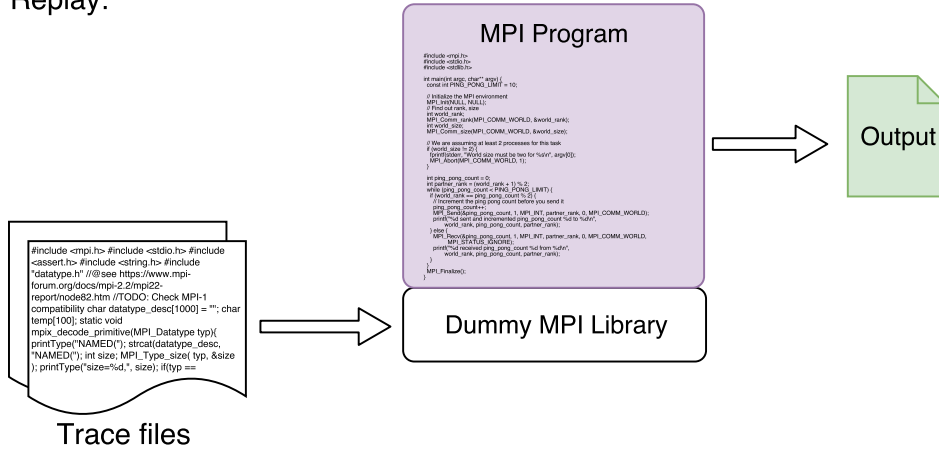 Replay:
MPI Program
#include <mpi.h>
#include <stdio.h>
#include <stdlib.h>
int main(int argc, char** argv) {
const int PING_PONG_LIMIT = 10;
// Initialize the MPI environment
MPI_Init(NULL, NULL);
// Find out rank, size
int world_rank;
MPI_Comm_rank(MPI_COMM_WORLD, &world_rank);
int world_size;
MPI_Comm_size(MPI_COMM_WORLD, &world_size);
// We are assuming at least 2 processes for this task
if (world_size != 2) {
fprintf(stderr, "World size must be two for %s\n", argv[0]);
MPI_Abort(MPI_COMM_WORLD, 1);
}
int ping_pong_count = 0;
int partner_rank = (world_rank + 1) % 2;
while (ping_pong_count < PING_PONG_LIMIT) {
if (world_rank == ping_pong_count % 2) {
// Increment the ping pong count before you send it
ping_pong_count++;
MPI_Send(&ping_pong_count, 1, MPI_INT, partner_rank, 0, MPI_COMM_WORLD);
printf("%d sent and incremented ping_pong_count %d to %d\n",
world_rank, ping_pong_count, partner_rank);
} else {
MPI_Recv(&ping_pong_count, 1, MPI_INT, partner_rank, 0, MPI_COMM_WORLD,
MPI_STATUS_IGNORE);
printf("%d received ping_pong_count %d from %d\n",
world_rank, ping_pong_count, partner_rank);
}
}
MPI_Finalize();
}
Output
#include <mpi.h> #include <stdio.h> #include
<assert.h> #include <string.h> #include
"datatype.h" //@see https://www.mpi-
forum.org/docs/mpi-2.2/mpi22-
report/node82.htm //TODO: Check MPI-1
compatibility char datatype_desc[1000] = ""; char
temp[100]; static void
mpix_decode_primitive(MPI_Datatype typ){
printType("NAMED("); strcat(datatype_desc,
"NAMED("); int size; MPI_Type_size( typ, &size
); printType("size=%d,", size); if(typ ==
Dummy MPI Library
Trace files